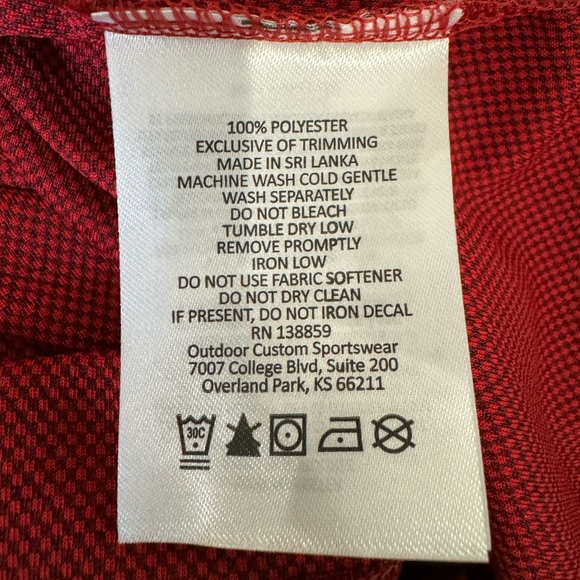 100% POLYESTER
EXCLUSIVE OF TRIMMING
MADE IN SRI LANKA
MACHINE WASH COLD GENTLE
WASH SEPARATELY
DO NOT BLEACH
TUMBLE DRY LOW
REMOVE PROMPTLY
IRON LOW
DO NOT USE FABRIC SOFTENER
DO NOT DRY CLEAN
IF PRESENT, DO NOT IRON DECAL
RN 138859
Outdoor Custom Sportswear
7007 College Blvd, Suite 200
Overland Park, KS 66211
30C